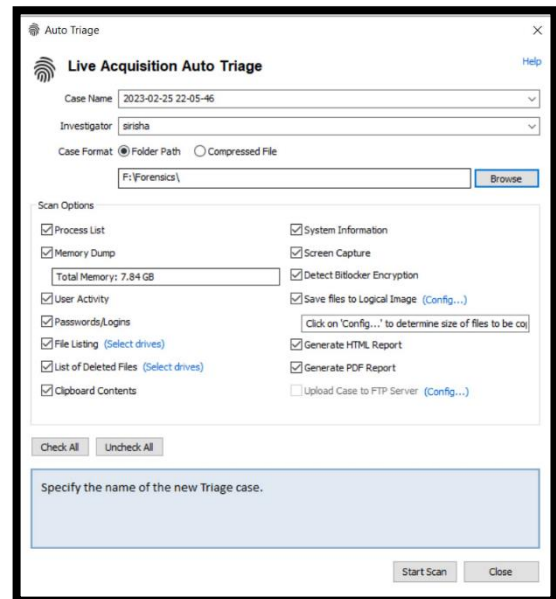 Auto Triage
Live Acquisition Auto Triage
Help
Case Name 2023-02-25 22-05-46
Investigator sirisha
Case Format Folder Path Compressed File
F:\Forensics\ Browse
Scan Options
Process List
Memory Dump
Total Memory: 7.84 GB
User Activity
Passwords/Logins
File Listing (Select drives)
List of Deleted Files (Select drives)
Clipboard Contents
System Information
Screen Capture
Detect Bitlocker Encryption
Save files to Logical Image (Config...)
Click on 'Config...' to determine size of files to be cop
Generate HTML Report
Generate PDF Report
Upload Case to FTP Server (Config...)
Check All Uncheck All
Specify the name of the new Triage case.
Start Scan Close